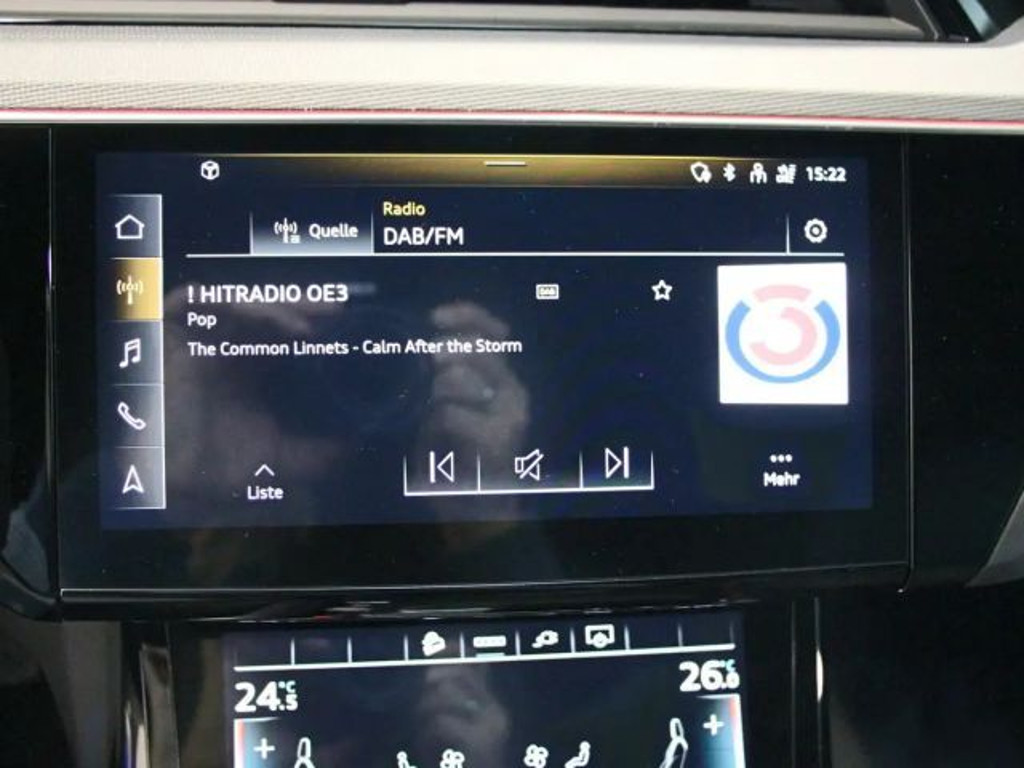 15:22
Quelle
Radio
DAB/FM
! HITRADIO OE3
DAB
Pop
The Common Linnets - Calm After the Storm
Liste
Mehr
24.5 °C
26.0 °C